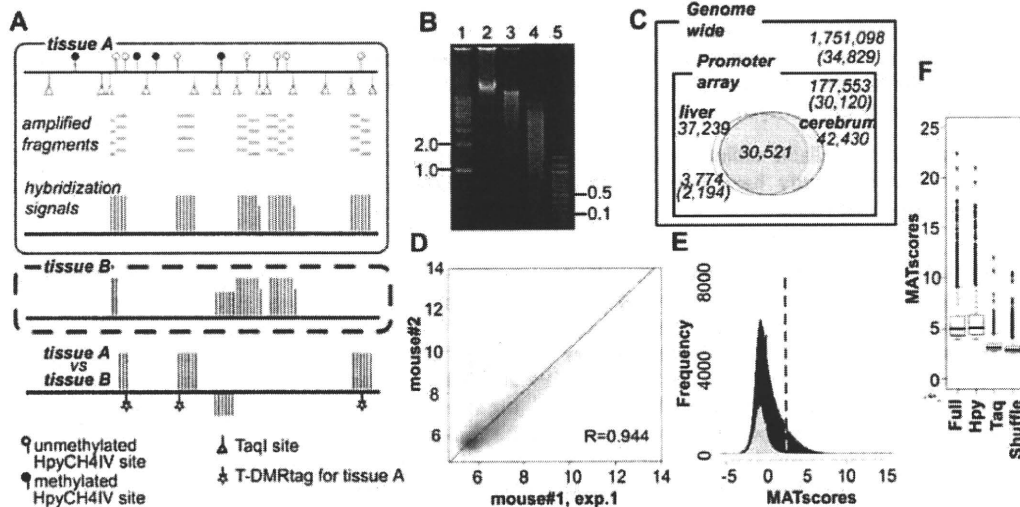 A
tissue A
amplified
fragments
hybridization
signals
tissue B
tissue A
vs
tissue B
unmethylated
HpyCH4IV site
methylated
HpyCH4IV site
TaqI site
T-DMRtag for tissue A
B
1 2 3 4 5
2.0
1.0
0.5
0.1
C
Genome
wide
1,751,098
(34,829)
Promoter
array
177,553
(30,120)
liver
37,239
cerebrum
42,430
30,521
3,774
(2,194)
D
14
12
10
8
6
mouse#2
R=0.944
6 8 10 12 14
mouse#1, exp.1
E
8000
4000
0
Frequency
-5 0 5 10 15
MATscores
F
25
20
15
10
5
0
MATscores
Full
Hpy
Taq
Shuffle